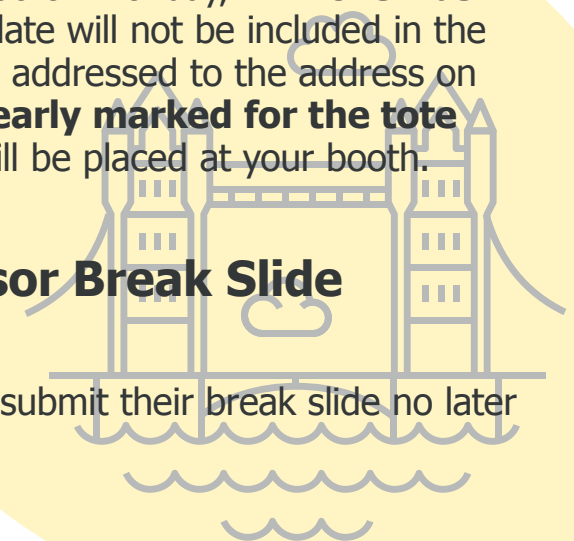 late will not be included in the
addressed to the address on
early marked for the tote
ill be placed at your booth.
sor Break Slide
submit their break slide no later